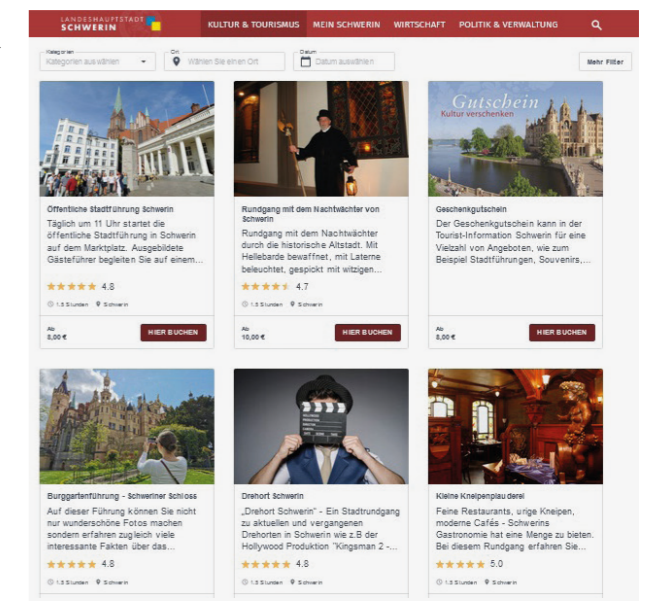 LANDESHAUPTSTADT
SCHWERIN
KULTUR & TOURISMUS MEIN SCHWERIN WIRTSCHAFT POLITIK & VERWALTUNG
Kategorien
Kategorien auswählen
Ort
Wählen Sie einen Ort
Datum
Datum auswählen
Mehr Filter
Öffentliche Stadtführung Schwerin
Täglich um 11 Uhr startet die
öffentliche Stadtführung in Schwerin
auf dem Marktplatz. Ausgebildete
Gästeführer begleiten Sie auf einem...
4.8
1.5 Stunden Schwerin
Ab
8,00 €
HIER BUCHEN
Rundgang mit dem Nachtwächter von
Schwerin
Rundgang mit dem Nachtwächter
durch die historische Altstadt. Mit
Hellebarde bewaffnet, mit Laterne
beleuchtet, gespickt mit witzigen...
4.7
1.5 Stunden Schwerin
Ab
10,00 €
HIER BUCHEN
Gutschein
Kultur verschenken
Geschenkgutschein
Der Geschenkgutschein kann in der
Tourist-Information Schwerin für eine
Vielzahl von Angeboten, wie zum
Beispiel Stadtführungen, Souvenirs,...
Ab
5,00 €
HIER BUCHEN
Burggartenführung - Schweriner Schloss
Auf dieser Führung können Sie nicht
nur wunderschöne Fotos machen
sondern erfahren zugleich viele
interessante Fakten über das...
4.8
1.5 Stunden Schwerin
Drehort Schwerin
„Drehort Schwerin" - Ein Stadtrundgang
zu aktuellen und vergangenen
Drehorten in Schwerin wie z.B der
Hollywood Produktion "Kingsman 2 -...
4.8
1.5 Stunden Schwerin
Kleine Kneipenplauderei
Feine Restaurants, urige Kneipen,
moderne Cafés - Schwerins
Gastronomie hat eine Menge zu bieten.
Bei diesem Rundgang erfahren Sie...
5.0
1.5 Stunden Schwerin